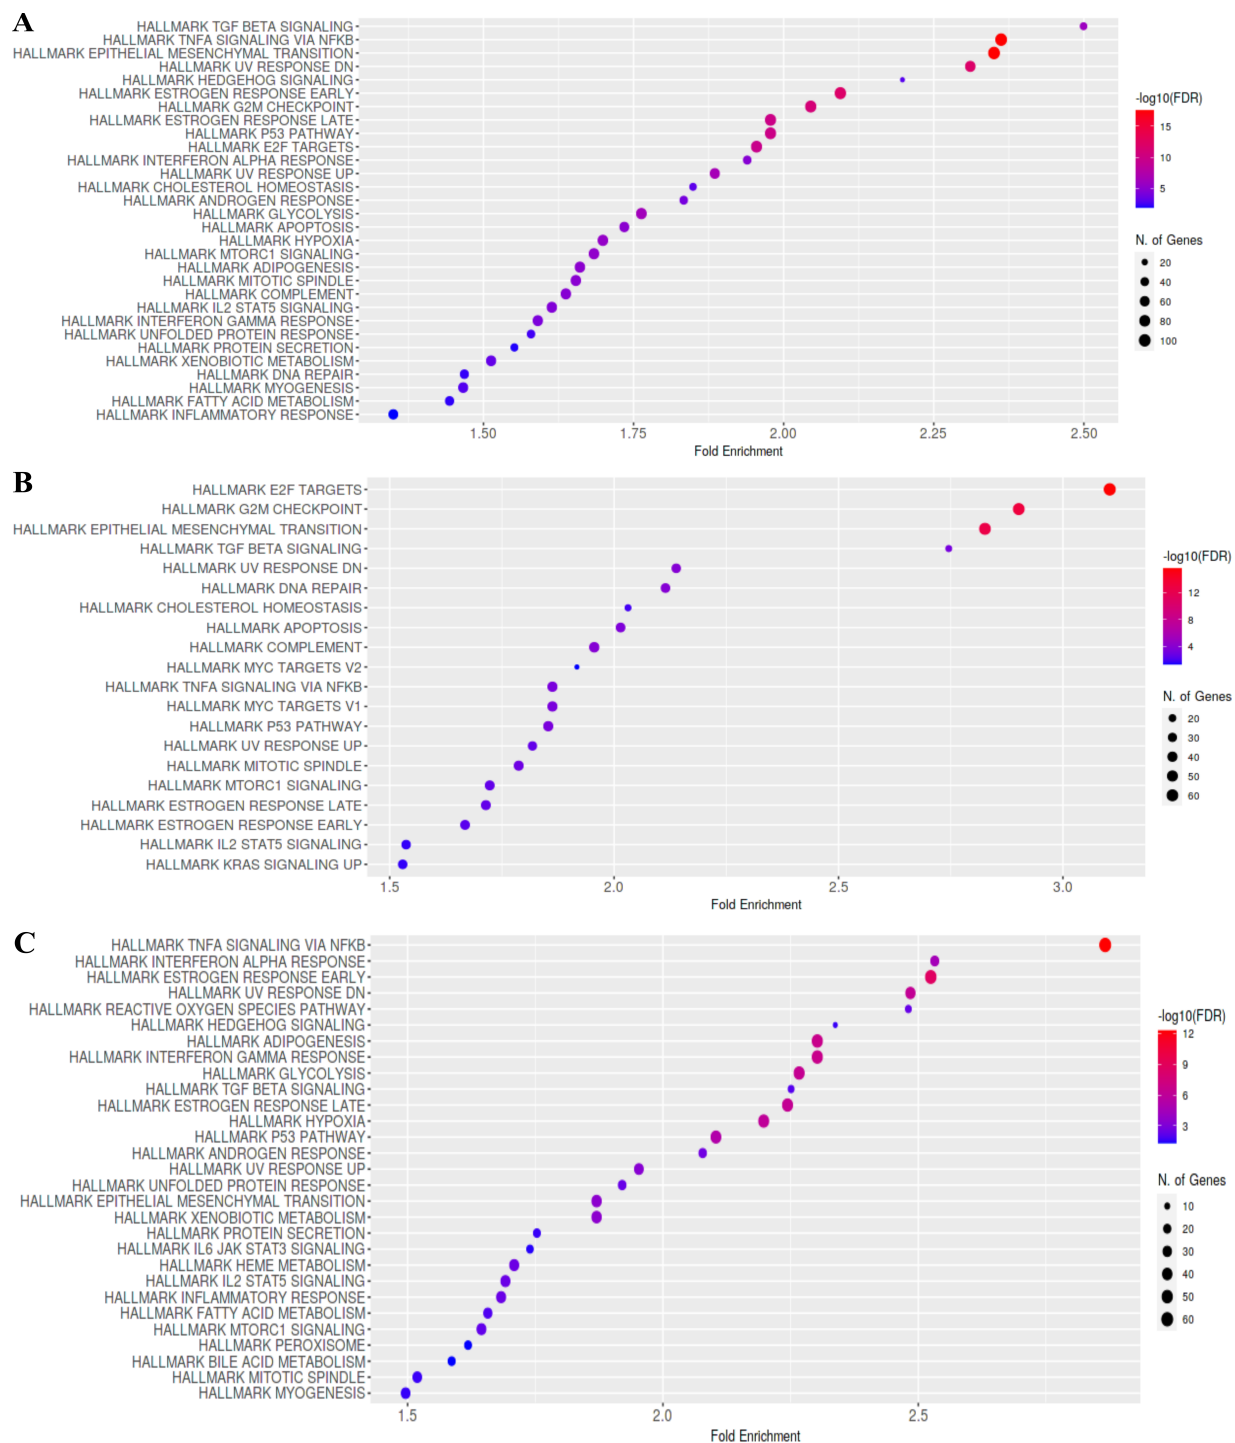 A
HALLMARK TGF BETA SIGNALING
HALLMARK TNFA SIGNALING VIA NFKB
HALLMARK EPITHELIAL MESENCHYMAL TRANSITION
HALLMARK UV RESPONSE DN
HALLMARK HEDGEHOG SIGNALING
HALLMARK ESTROGEN RESPONSE EARLY
HALLMARK G2M CHECKPOINT
HALLMARK ESTROGEN RESPONSE LATE
HALLMARK P53 PATHWAY
HALLMARK E2F TARGETS
HALLMARK INTERFERON ALPHA RESPONSE
HALLMARK UV RESPONSE UP
HALLMARK CHOLESTEROL HOMEOSTASIS
HALLMARK ANDROGEN RESPONSE
HALLMARK GLYCOLYSIS
HALLMARK APOPTOSIS
HALLMARK HYPOXIA
HALLMARK MTORC1 SIGNALING
HALLMARK ADIPOGENESIS
HALLMARK MITOTIC SPINDLE
HALLMARK COMPLEMENT
HALLMARK IL2 STAT5 SIGNALING
HALLMARK INTERFERON GAMMA RESPONSE
HALLMARK UNFOLDED PROTEIN RESPONSE
HALLMARK PROTEIN SECRETION
HALLMARK XENOBIOTIC METABOLISM
HALLMARK DNA REPAIR
HALLMARK MYOGENESIS
HALLMARK FATTY ACID METABOLISM
HALLMARK INFLAMMATORY RESPONSE
1.50 1.75 2.00 2.25 2.50
Fold Enrichment
-log10(FDR)
15
10
5
N. of Genes
20
40
60
80
100
B
HALLMARK E2F TARGETS
HALLMARK G2M CHECKPOINT
HALLMARK EPITHELIAL MESENCHYMAL TRANSITION
HALLMARK TGF BETA SIGNALING
HALLMARK UV RESPONSE DN
HALLMARK DNA REPAIR
HALLMARK CHOLESTEROL HOMEOSTASIS
HALLMARK APOPTOSIS
HALLMARK COMPLEMENT
HALLMARK MYC TARGETS V2
HALLMARK TNFA SIGNALING VIA NFKB
HALLMARK MYC TARGETS V1
HALLMARK P53 PATHWAY
HALLMARK UV RESPONSE UP
HALLMARK MITOTIC SPINDLE
HALLMARK MTORC1 SIGNALING
HALLMARK ESTROGEN RESPONSE LATE
HALLMARK ESTROGEN RESPONSE EARLY
HALLMARK IL2 STAT5 SIGNALING
HALLMARK KRAS SIGNALING UP
1.5 2.0 2.5 3.0
Fold Enrichment
-log10(FDR)
12
8
4
N. of Genes
20
30
40
50
60
C
HALLMARK TNFA SIGNALING VIA NFKB
HALLMARK INTERFERON ALPHA RESPONSE
HALLMARK ESTROGEN RESPONSE EARLY
HALLMARK UV RESPONSE DN
HALLMARK REACTIVE OXYGEN SPECIES PATHWAY
HALLMARK HEDGEHOG SIGNALING
HALLMARK ADIPOGENESIS
HALLMARK INTERFERON GAMMA RESPONSE
HALLMARK GLYCOLYSIS
HALLMARK TGF BETA SIGNALING
HALLMARK ESTROGEN RESPONSE LATE
HALLMARK HYPOXIA
HALLMARK P53 PATHWAY
HALLMARK ANDROGEN RESPONSE
HALLMARK UV RESPONSE UP
HALLMARK UNFOLDED PROTEIN RESPONSE
HALLMARK EPITHELIAL MESENCHYMAL TRANSITION
HALLMARK XENOBIOTIC METABOLISM
HALLMARK PROTEIN SECRETION
HALLMARK IL6 JAK STAT3 SIGNALING
HALLMARK HEME METABOLISM
HALLMARK IL2 STAT5 SIGNALING
HALLMARK INFLAMMATORY RESPONSE
HALLMARK FATTY ACID METABOLISM
HALLMARK MTORC1 SIGNALING
HALLMARK PEROXISOME
HALLMARK BILE ACID METABOLISM
HALLMARK MITOTIC SPINDLE
HALLMARK MYOGENESIS
1.5 2.0 2.5
Fold Enrichment
-log10(FDR)
12
9
6
3
N. of Genes
10
20
30
40
50
60